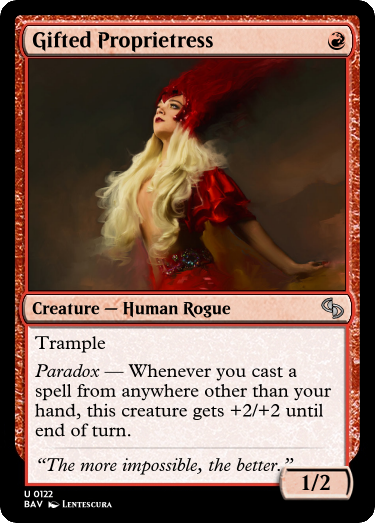 Gifted Proprietress
Creature — Human Rogue
Trample
Paradox — Whenever you cast a
spell from anywhere other than your
hand, this creature gets +2/+2 until
end of turn.
“The more impossible, the better.”
1/2
U 0122
BAV Lentescura